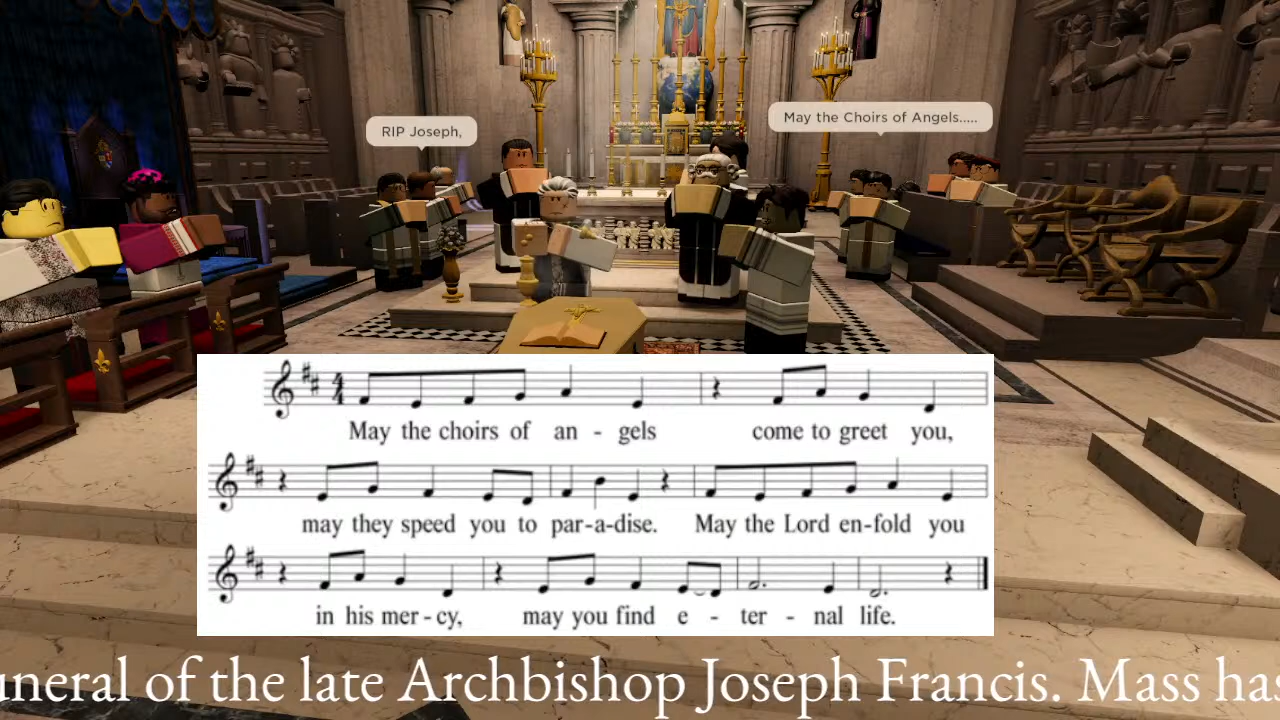 RIP Joseph,
May the Choirs of Angels.....
4
4
May the choirs of an - gels come to greet you,
may they speed you to par-a-dise. May the Lord en-fold you
in his mer-cy, may you find e - ter - nal life.
uneral of the late Archbishop Joseph Francis. Mass has